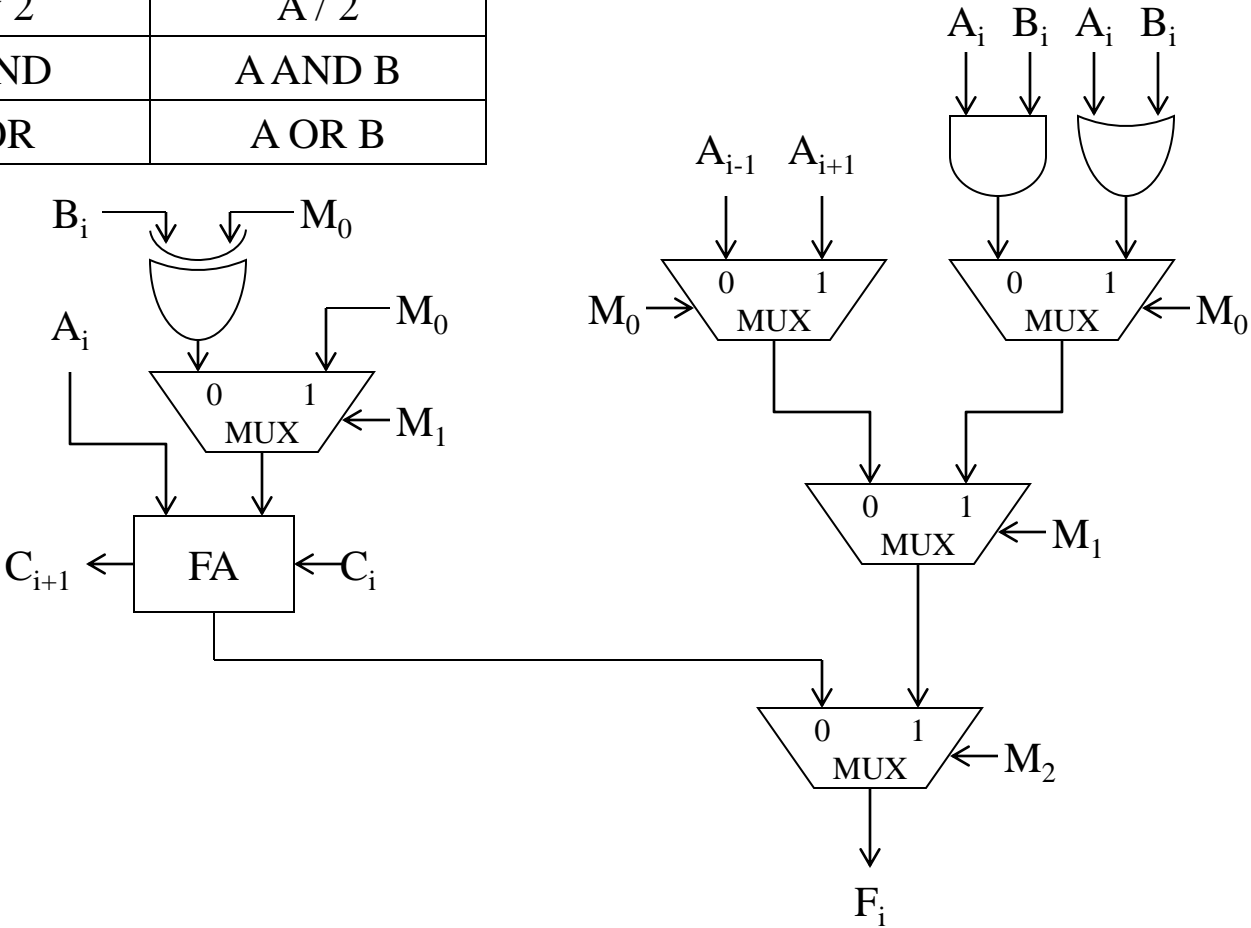 / 2 A / 2
ND A AND B
OR A OR B
A_i B_i A_i B_i
A_{i-1} A_{i+1}
B_i M_0
0 1
MUX
M_0
0 1
MUX
M_0
A_i
M_0
0 1
MUX
M_1
C_{i+1} FA C_i
0 1
MUX
M_1
0 1
MUX
M_2
F_i